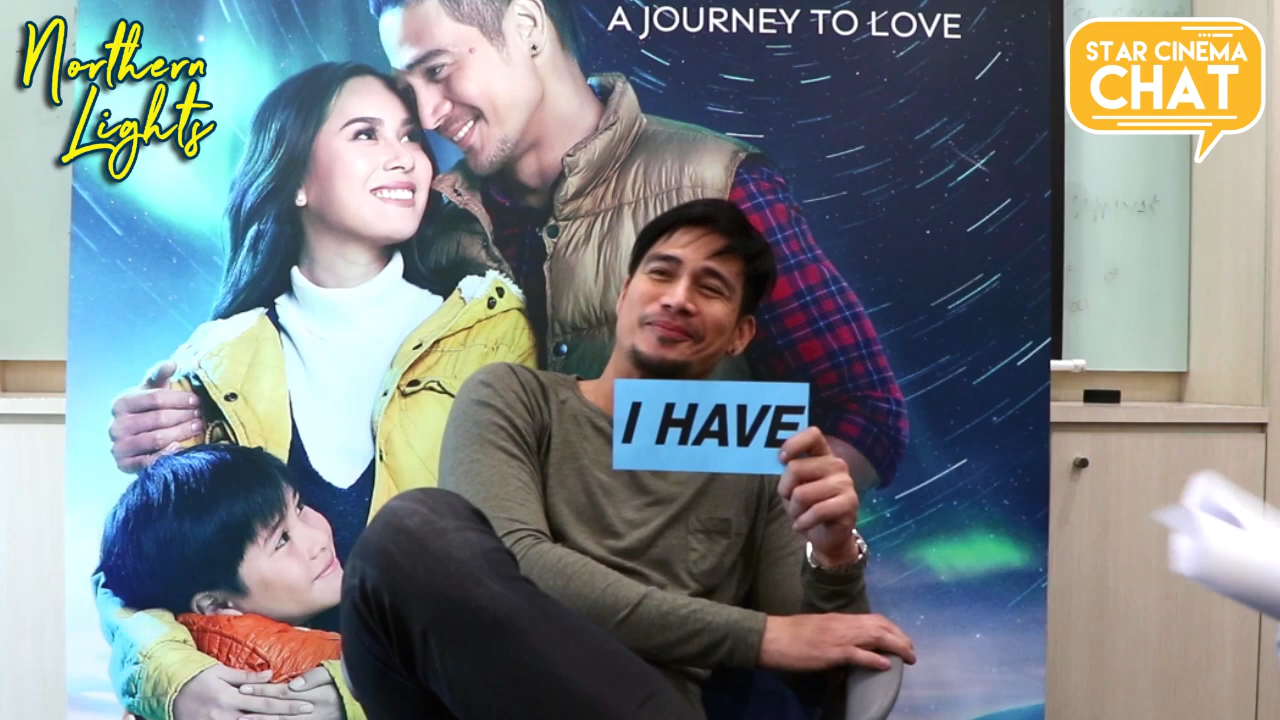 Northern
Lights
A JOURNEY TO LOVE
STAR CINEMA
CHAT
I HAVE